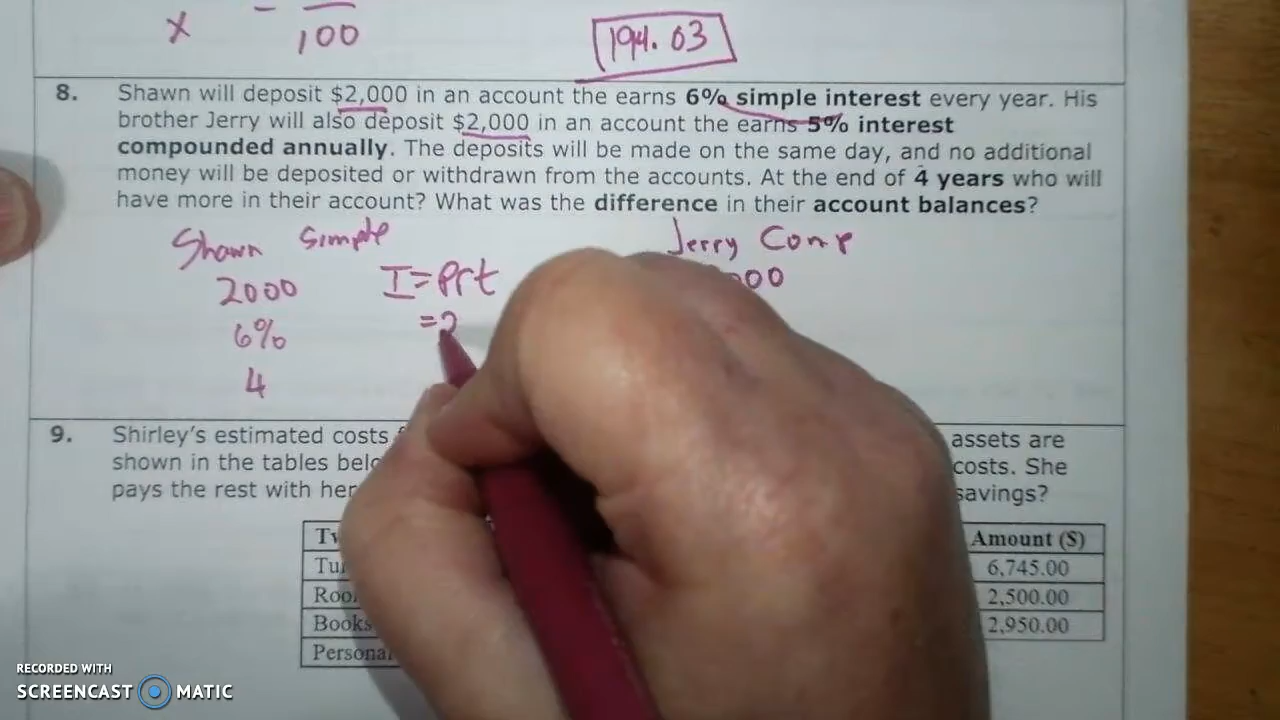 x 100 194.03
8. Shawn will deposit $2,000 in an account the earns 6% simple interest every year. His
brother Jerry will also deposit $2,000 in an account the earns 5% interest
compounded annually. The deposits will be made on the same day, and no additional
money will be deposited or withdrawn from the accounts. At the end of 4 years who will
have more in their account? What was the difference in their account balances?
Shawn Simple Jerry Comp
2000 I=Prt 000
6% =2
4
9. Shirley's estimated costs assets are
shown in the tables costs. She
pays the rest with her savings?
Amount ($)
6,745.00
2,500.00
Books 2,950.00
RECORDED WITH
SCREENCAST MATIC